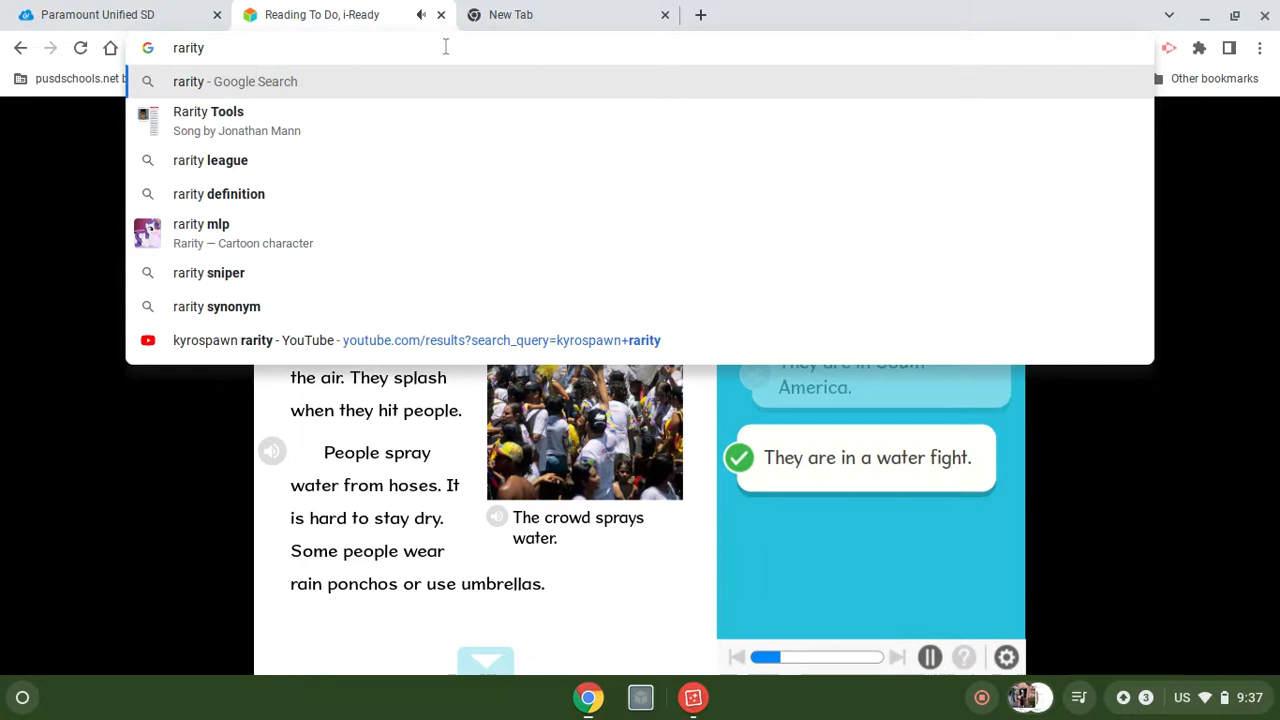 Paramount Unified SD
Reading To Do, i-Ready
New Tab
rarity
pusdschools.net b
Other bookmarks
rarity - Google Search
Rarity Tools
Song by Jonathan Mann
rarity league
rarity definition
rarity mlp
Rarity — Cartoon character
rarity sniper
rarity synonym
kyrospawn rarity - YouTube - youtube.com/results?search_query=kyrospawn+rarity
the air. They splash
when they hit people.
People spray
water from hoses. It
is hard to stay dry.
Some people wear
rain ponchos or use umbrellas.
The crowd sprays
water.
They are in South
America.
They are in a water fight.
3
US
9:37